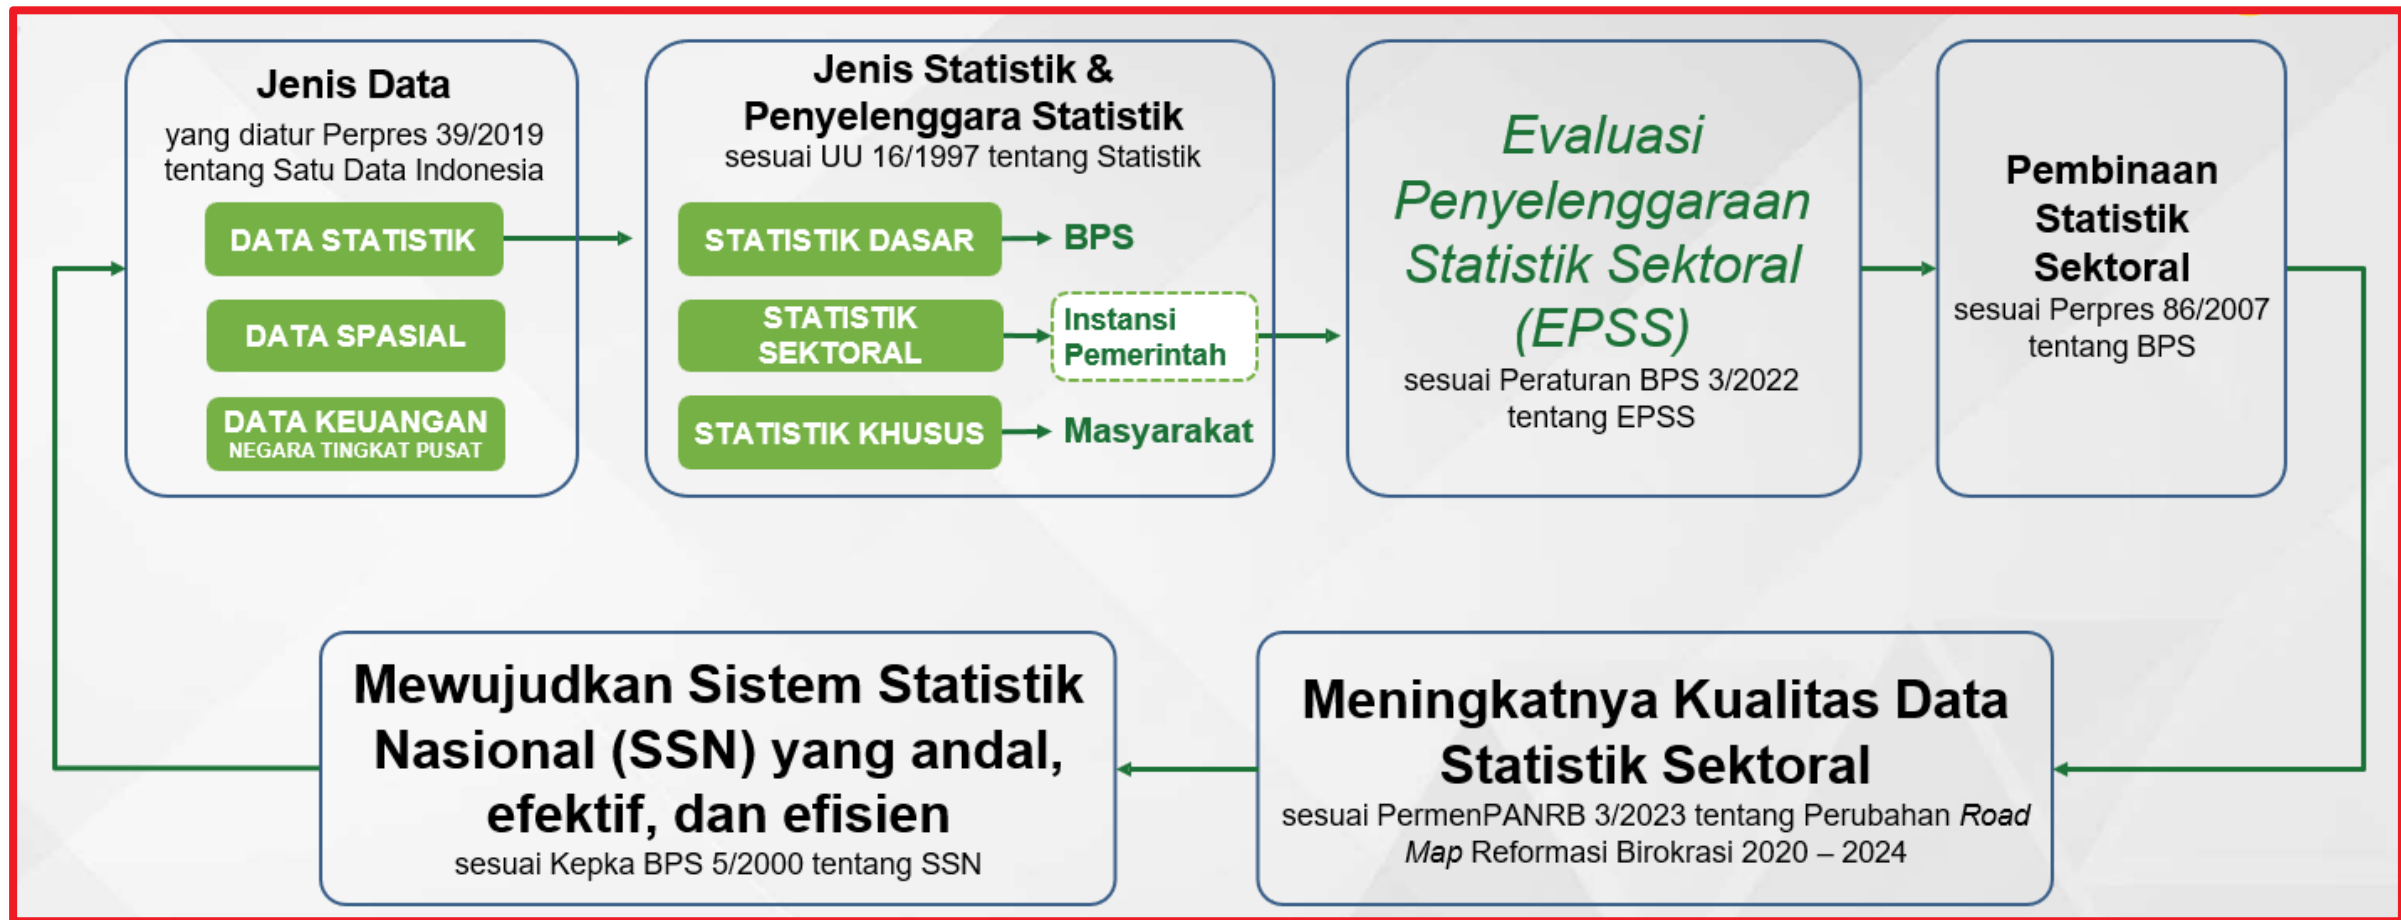 Jenis Data
yang diatur Perpres 39/2019
tentang Satu Data Indonesia
DATA STATISTIK
DATA SPASIAL
DATA KEUANGAN
NEGARA TINGKAT PUSAT
Jenis Statistik &
Penyelenggara Statistik
sesuai UU 16/1997 tentang Statistik
STATISTIK DASAR
BPS
STATISTIK
SEKTORAL
Instansi
Pemerintah
STATISTIK KHUSUS
Masyarakat
Evaluasi
Penyelenggaraan
Statistik Sektoral
(EPSS)
sesuai Peraturan BPS 3/2022
tentang EPSS
Pembinaan
Statistik
Sektoral
sesuai Perpres 86/2007
tentang BPS
Meningkatnya Kualitas Data
Statistik Sektoral
sesuai PermenPANRB 3/2023 tentang Perubahan Road
Map Reformasi Birokrasi 2020 – 2024
Mewujudkan Sistem Statistik
Nasional (SSN) yang andal,
efektif, dan efisien
sesuai Kepka BPS 5/2000 tentang SSN